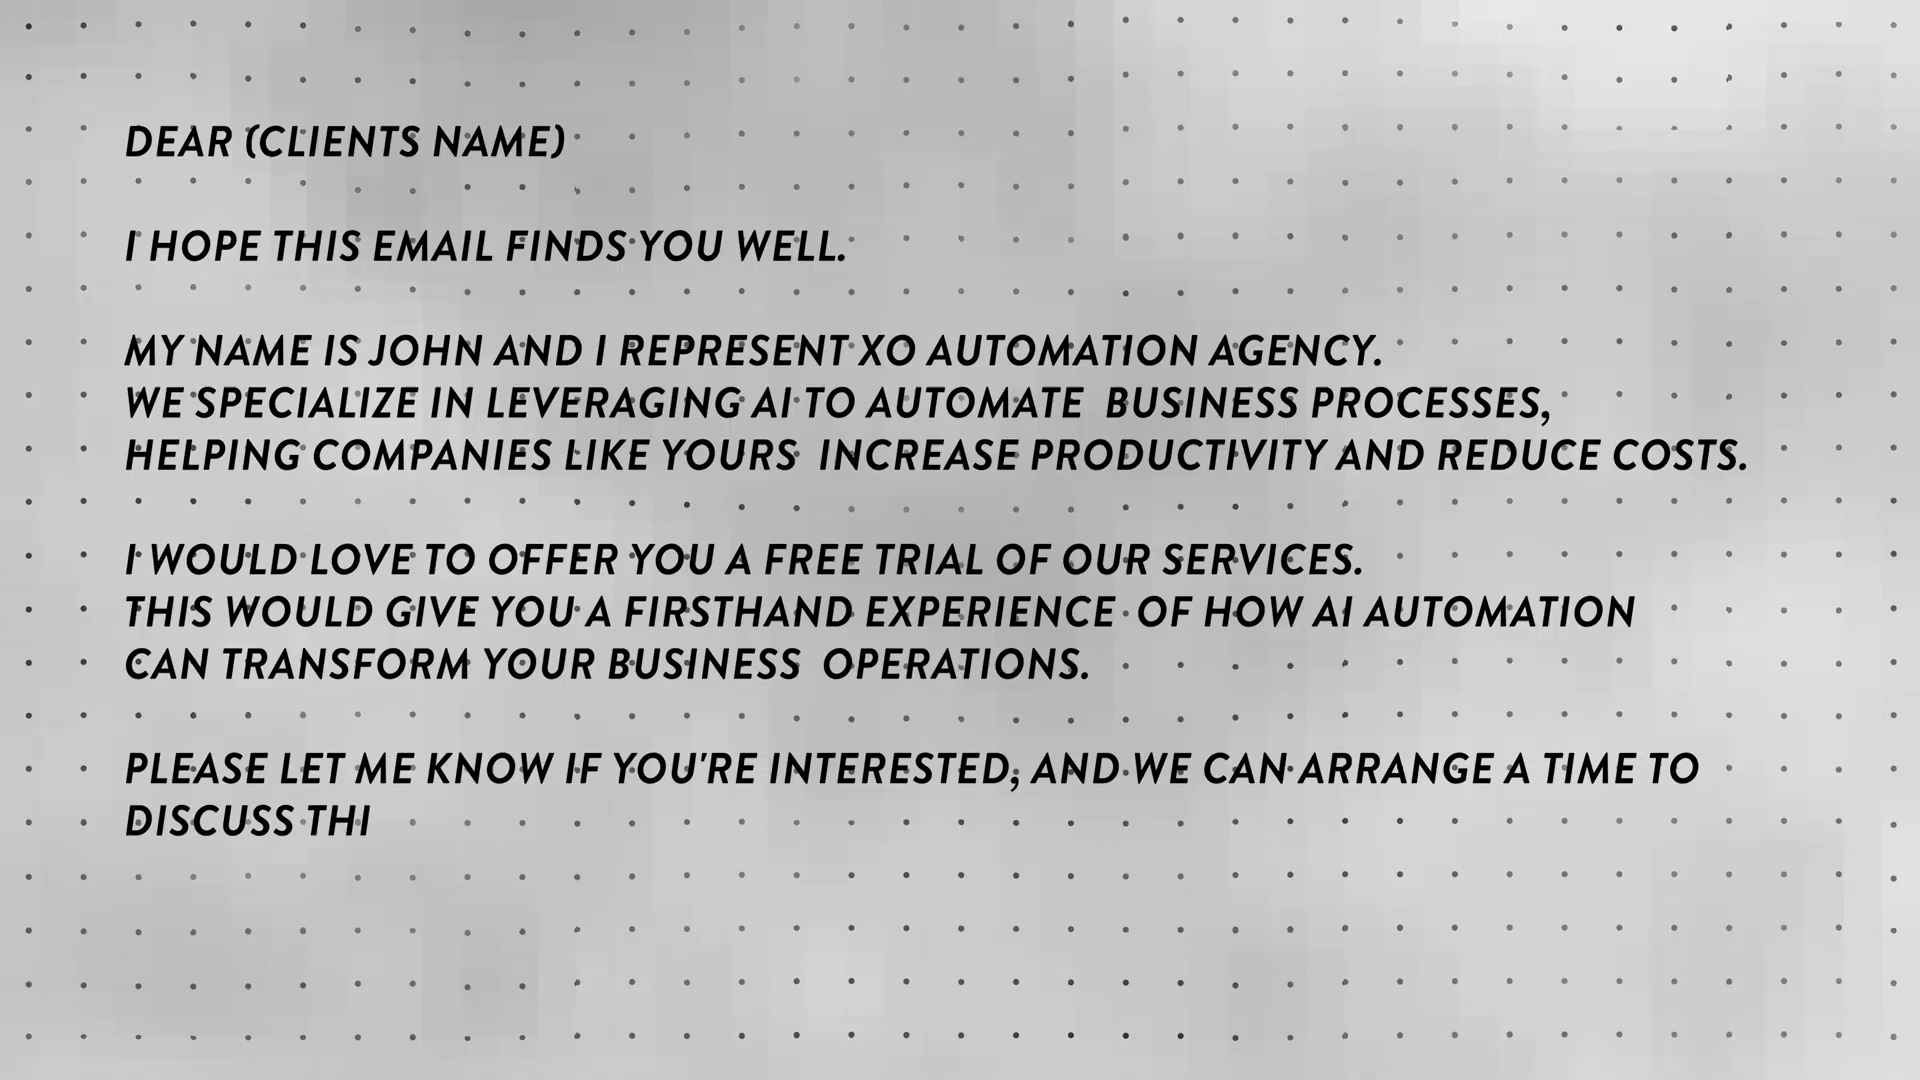 DEAR (CLIENTS NAME)
I HOPE THIS EMAIL FINDS YOU WELL.
MY NAME IS JOHN AND I REPRESENT XO AUTOMATION AGENCY.
WE SPECIALIZE IN LEVERAGING AI TO AUTOMATE  BUSINESS PROCESSES,
HELPING COMPANIES LIKE YOURS  INCREASE PRODUCTIVITY AND REDUCE COSTS.
I WOULD LOVE TO OFFER YOU A FREE TRIAL OF OUR SERVICES.
THIS WOULD GIVE YOU A FIRSTHAND EXPERIENCE  OF HOW AI AUTOMATION
CAN TRANSFORM YOUR BUSINESS  OPERATIONS.
PLEASE LET ME KNOW IF YOU'RE INTERESTED, AND WE CAN ARRANGE A TIME TO
DISCUSS THI